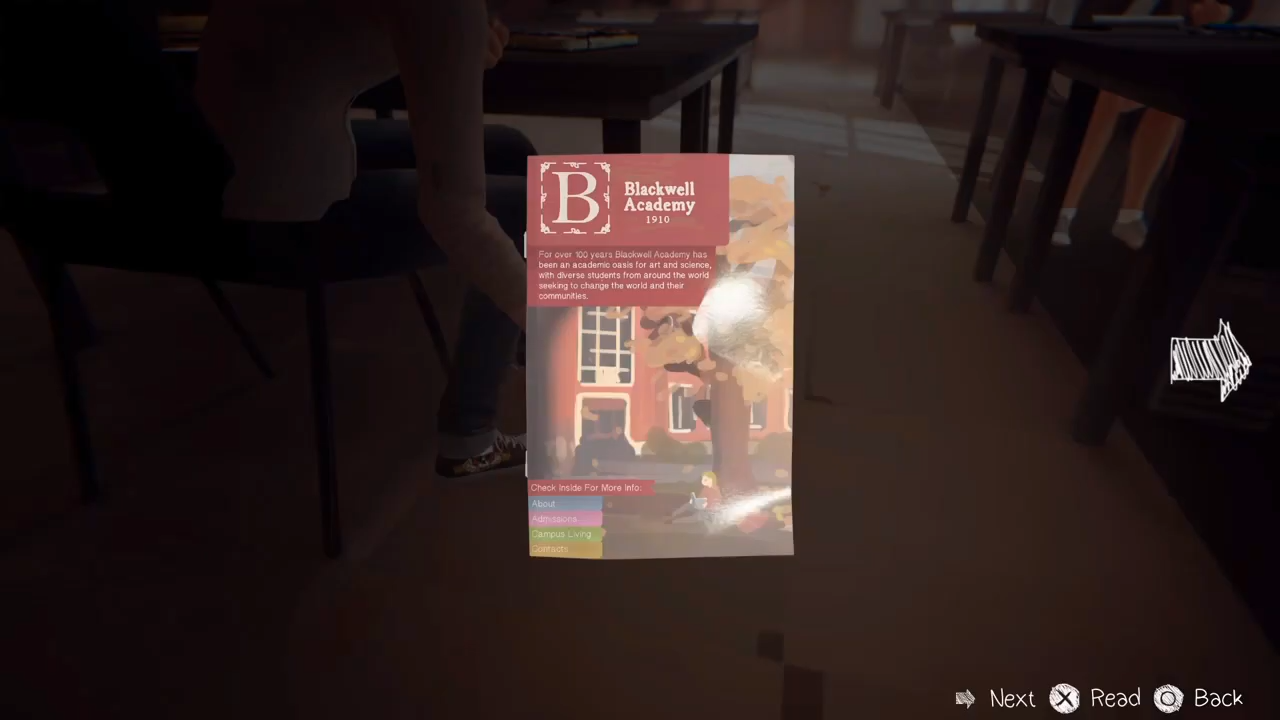 B
Blackwell
Academy
1910
For over 100 years Blackwell Academy has
been an academic oasis for art and science,
with diverse students from around the world
seeking to change the world and their
communities.
Check Inside For More Info:
About
Admissions
Campus Living
Contacts
Next Read Back